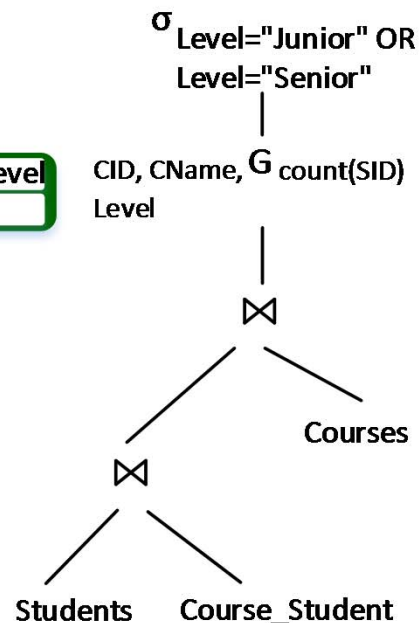 σ Level="Junior" OR
Level="Senior"
evel
CID, CName, G count(SID)
Level
⋈
Courses
⋈
Students Course_Student